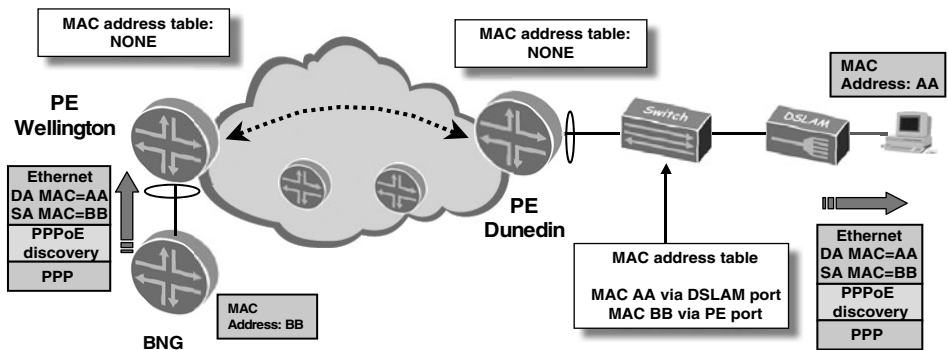 MAC address table:
NONE
MAC address table:
NONE
MAC
Address: AA
PE
Wellington
Switch
DSLAM
PE
Dunedin
Ethernet
DA MAC=AA
SA MAC=BB
PPPoE
discovery
PPP
MAC
Address: BB
BNG
MAC address table
MAC AA via DSLAM port
MAC BB via PE port
Ethernet
DA MAC=AA
SA MAC=BB
PPPoE
discovery
PPP